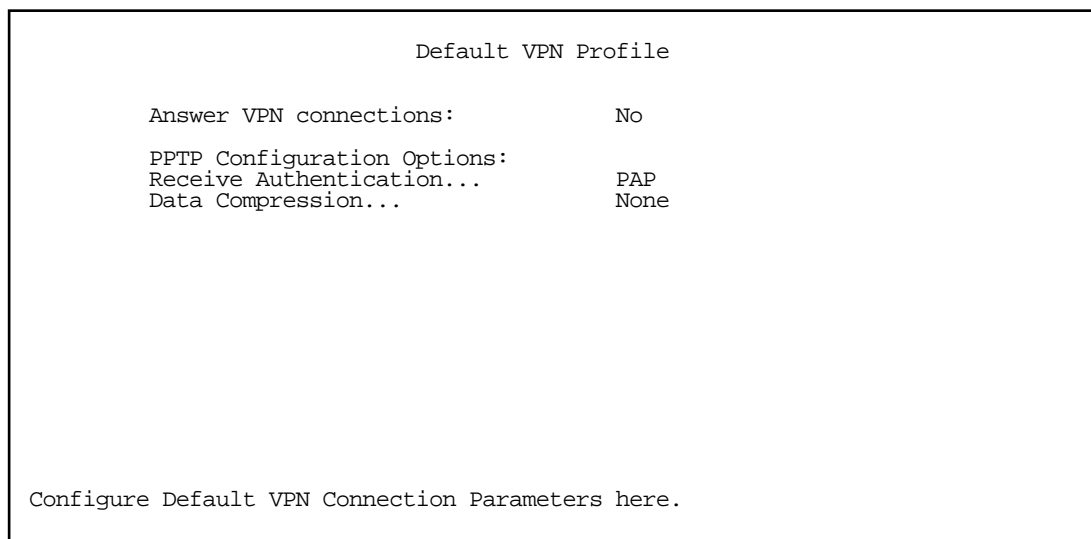 Default VPN Profile
Answer VPN connections: No
PPTP Configuration Options:
Receive Authentication... PAP
Data Compression... None
Configure Default VPN Connection Parameters here.